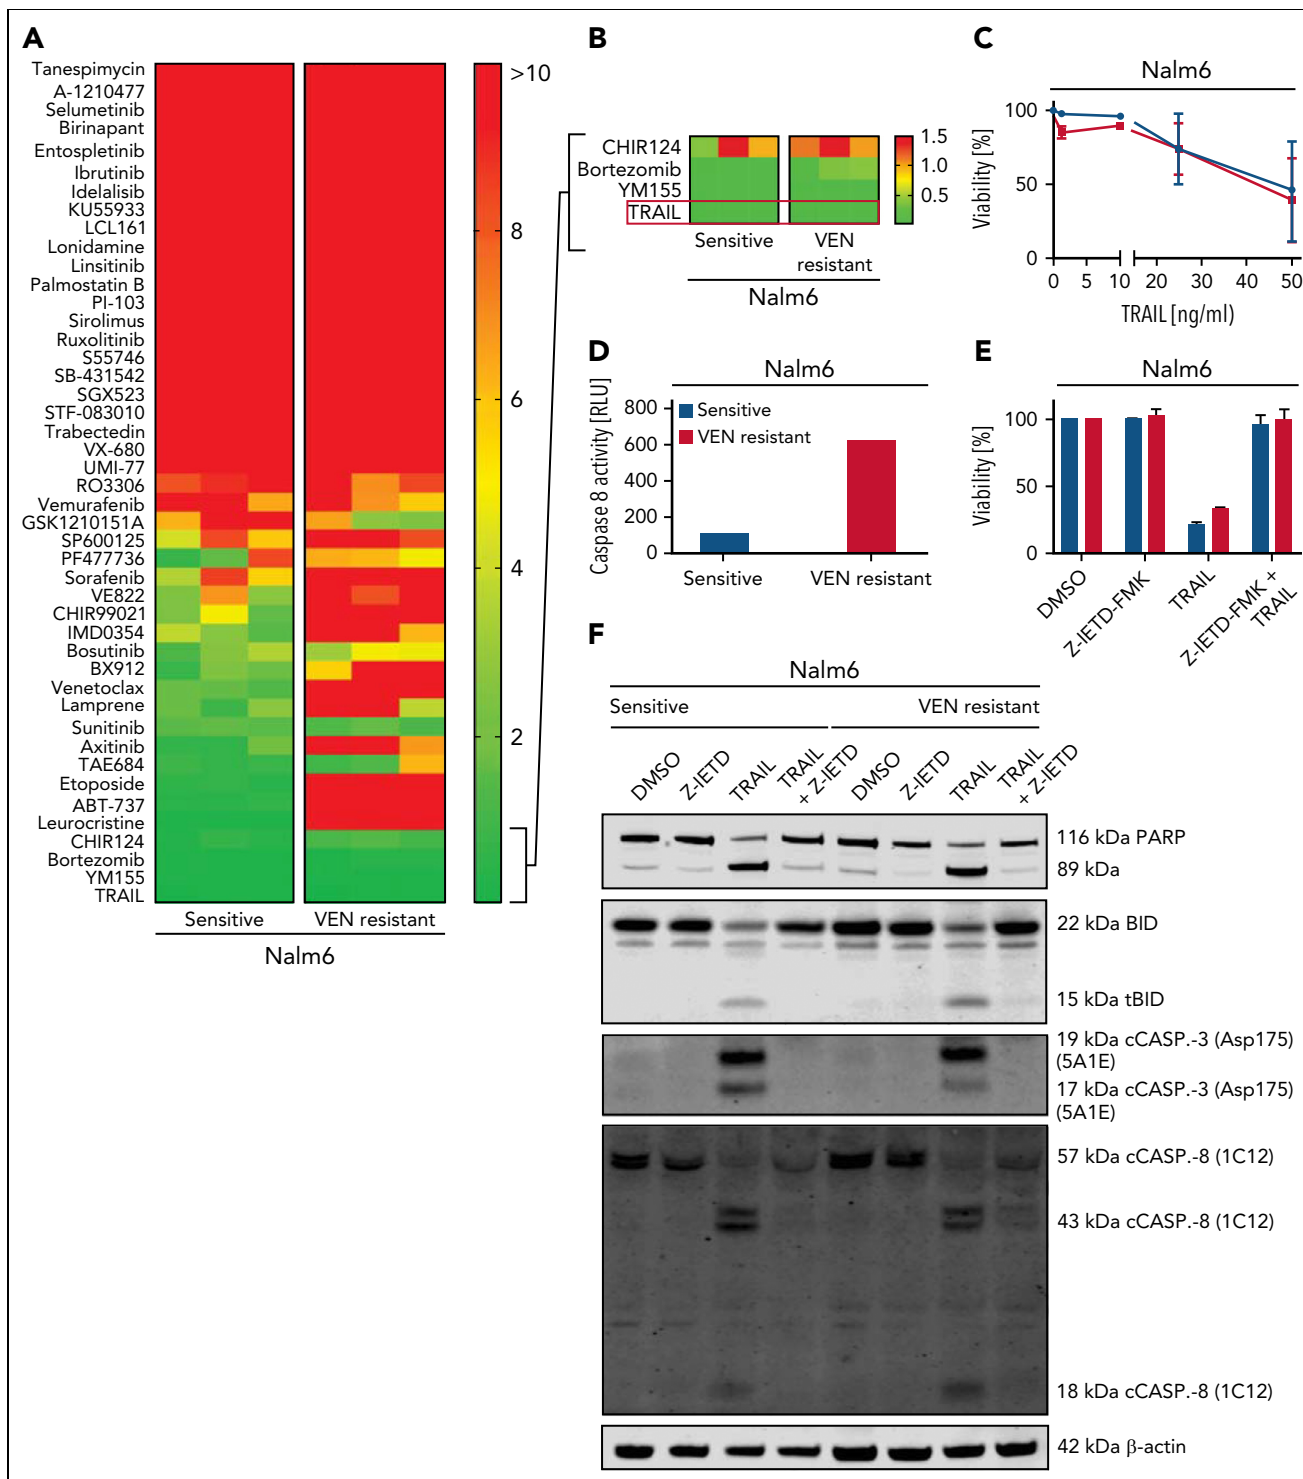 A
Tanespimycin
A-1210477
Selumetinib
Birinapant
Entospletinib
Ibrutinib
Idelalisib
KU55933
LCL161
Lonidamine
Linsitinib
Palmostatin B
PI-103
Sirolimus
Ruxolitinib
S55746
SB-431542
SGX523
STF-083010
Trabectedin
VX-680
UMI-77
RO3306
Vemurafenib
GSK1210151A
SP600125
PF477736
Sorafenib
VE822
CHIR99021
IMD0354
Bosutinib
BX912
Venetoclax
Lamprene
Sunitinib
Axitinib
TAE684
Etoposide
ABT-737
Leurocristine
CHIR124
Bortezomib
YM155
TRAIL
Sensitive
VEN resistant
Nalm6
>10
8
6
4
2
B
CHIR124
Bortezomib
YM155
TRAIL
1.5
1.0
0.5
Sensitive
VEN
resistant
Nalm6
C
Nalm6
Viability [%]
100
50
0
0 5 10 20 30 40 50
TRAIL [ng/ml)
D
Nalm6
Caspase 8 activity [RLU]
800
600
400
200
0
Sensitive
VEN resistant
Sensitive
VEN resistant
E
Nalm6
Viability [%]
100
50
0
DMSO
Z-IETD-FMK
TRAIL
Z-IETD-FMK +
TRAIL
F
Nalm6
Sensitive
VEN resistant
DMSO
Z-IETD
TRAIL
TRAIL
+ Z-IETD
DMSO
Z-IETD
TRAIL
TRAIL
+ Z-IETD
116 kDa PARP
89 kDa
22 kDa BID
15 kDa tBID
19 kDa cCASP.-3 (Asp175)
(5A1E)
17 kDa cCASP.-3 (Asp175)
(5A1E)
57 kDa cCASP.-8 (1C12)
43 kDa cCASP.-8 (1C12)
18 kDa cCASP.-8 (1C12)
42 kDa β-actin